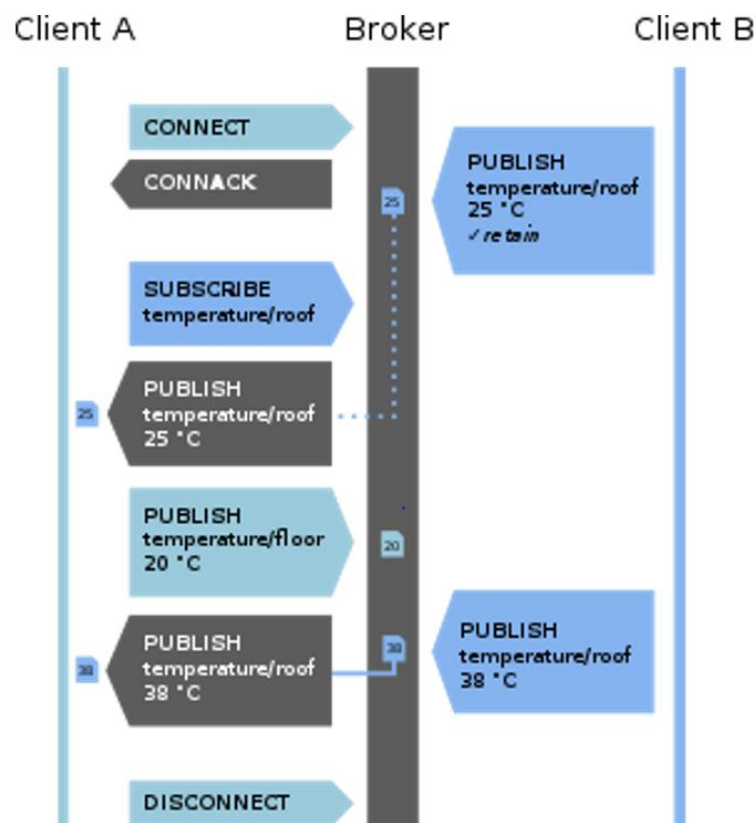 Client A
Broker
Client B
CONNECT
CONNACK
PUBLISH
temperature/roof
25 °C
✓retain
25
SUBSCRIBE
temperature/roof
PUBLISH
temperature/roof
25 °C
25
PUBLISH
temperature/floor
20 °C
20
PUBLISH
temperature/roof
38 °C
38
PUBLISH
temperature/roof
38 °C
38
DISCONNECT